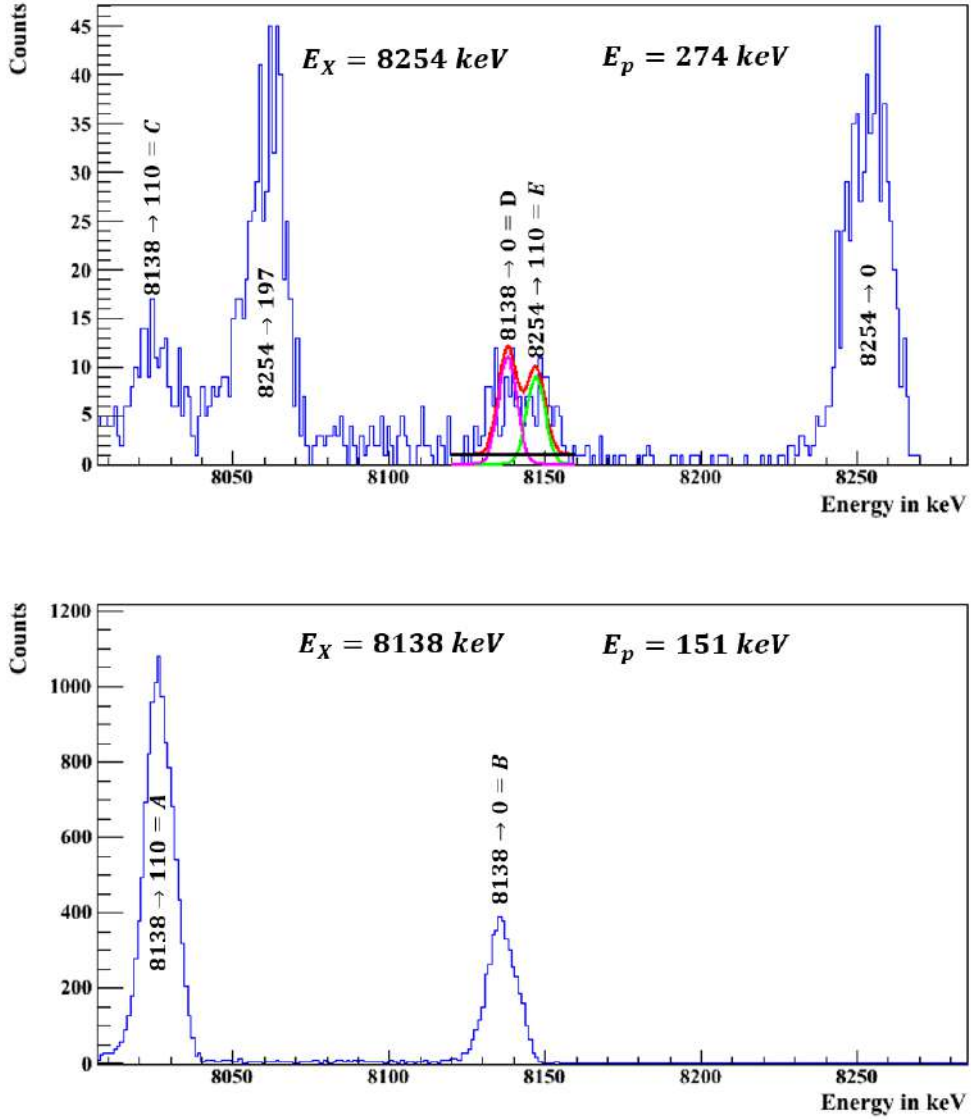 Counts
E_X = 8254 keV
E_p = 274 keV
45
40
35
30
25
20
15
10
5
0
8138 → 110 = C
8254 → 197
8138 → 0 = D
8254 → 110 = E
8254 → 0
8050
8100
8150
8200
8250
Energy in keV
Counts
E_X = 8138 keV
E_p = 151 keV
1200
1000
800
600
400
200
0
8138 → 110 = A
8138 → 0 = B
8050
8100
8150
8200
8250
Energy in keV